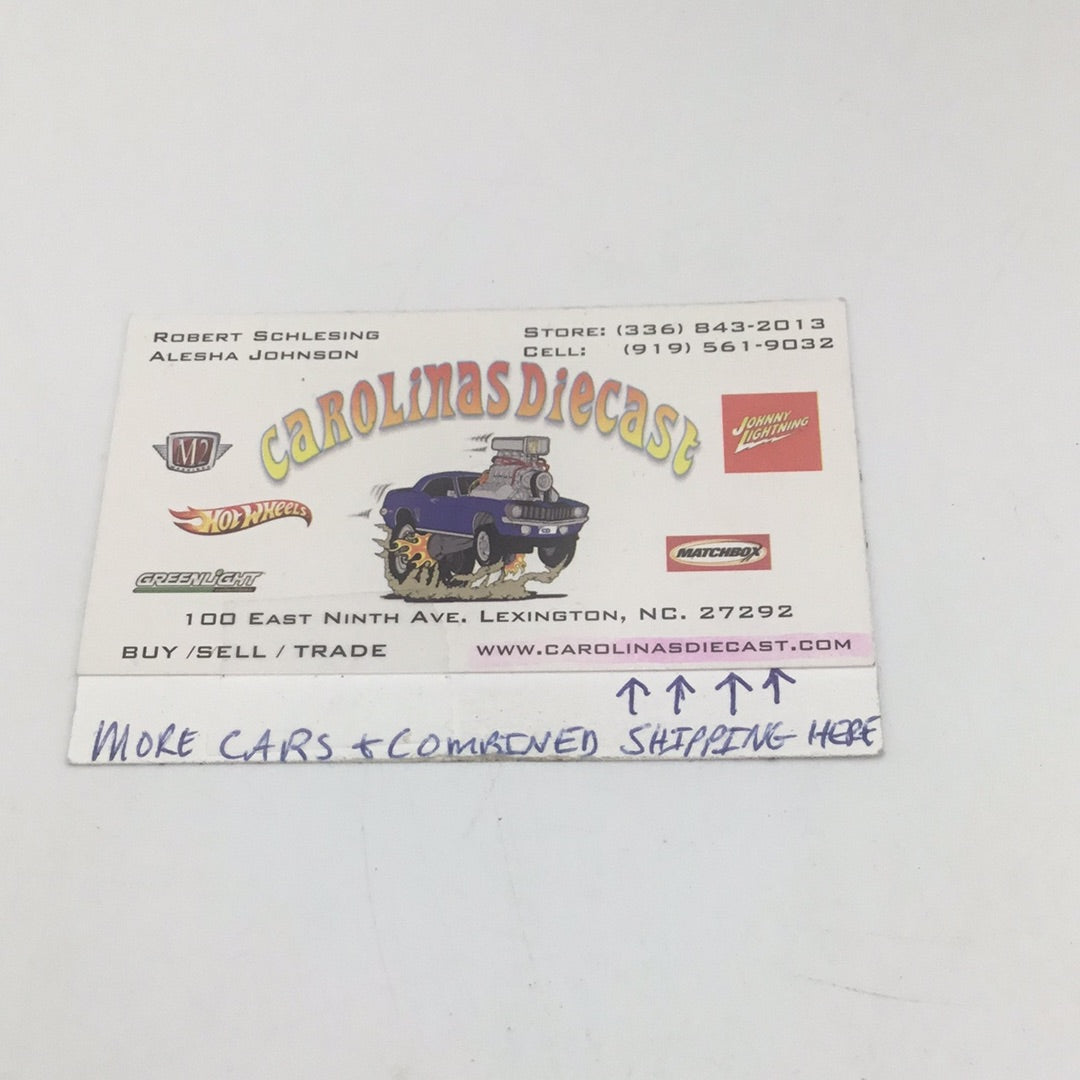 ROBERT SCHLESING
ALESHA JOHNSON
STORE: (336) 843-2013
CELL: (919) 561-9032
CAROLINAS DIECAST
M2
JOHNNY LIGHTNING
HOT WHEELS
MATCHBOX
GREENLIGHT
100 EAST NINTH AVE. LEXINGTON, NC. 27292
BUY /SELL / TRADE
WWW.CAROLINASDIECAST.COM
MORE CARS + COMBINED SHIPPING HERE